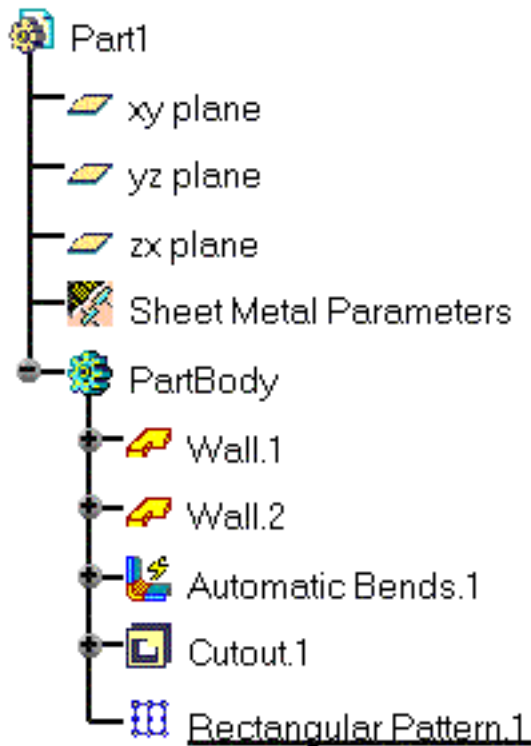 Part1
xy plane
yz plane
zx plane
Sheet Metal Parameters
PartBody
Wall.1
Wall.2
Automatic Bends.1
Cutout.1
Rectangular Pattern.1